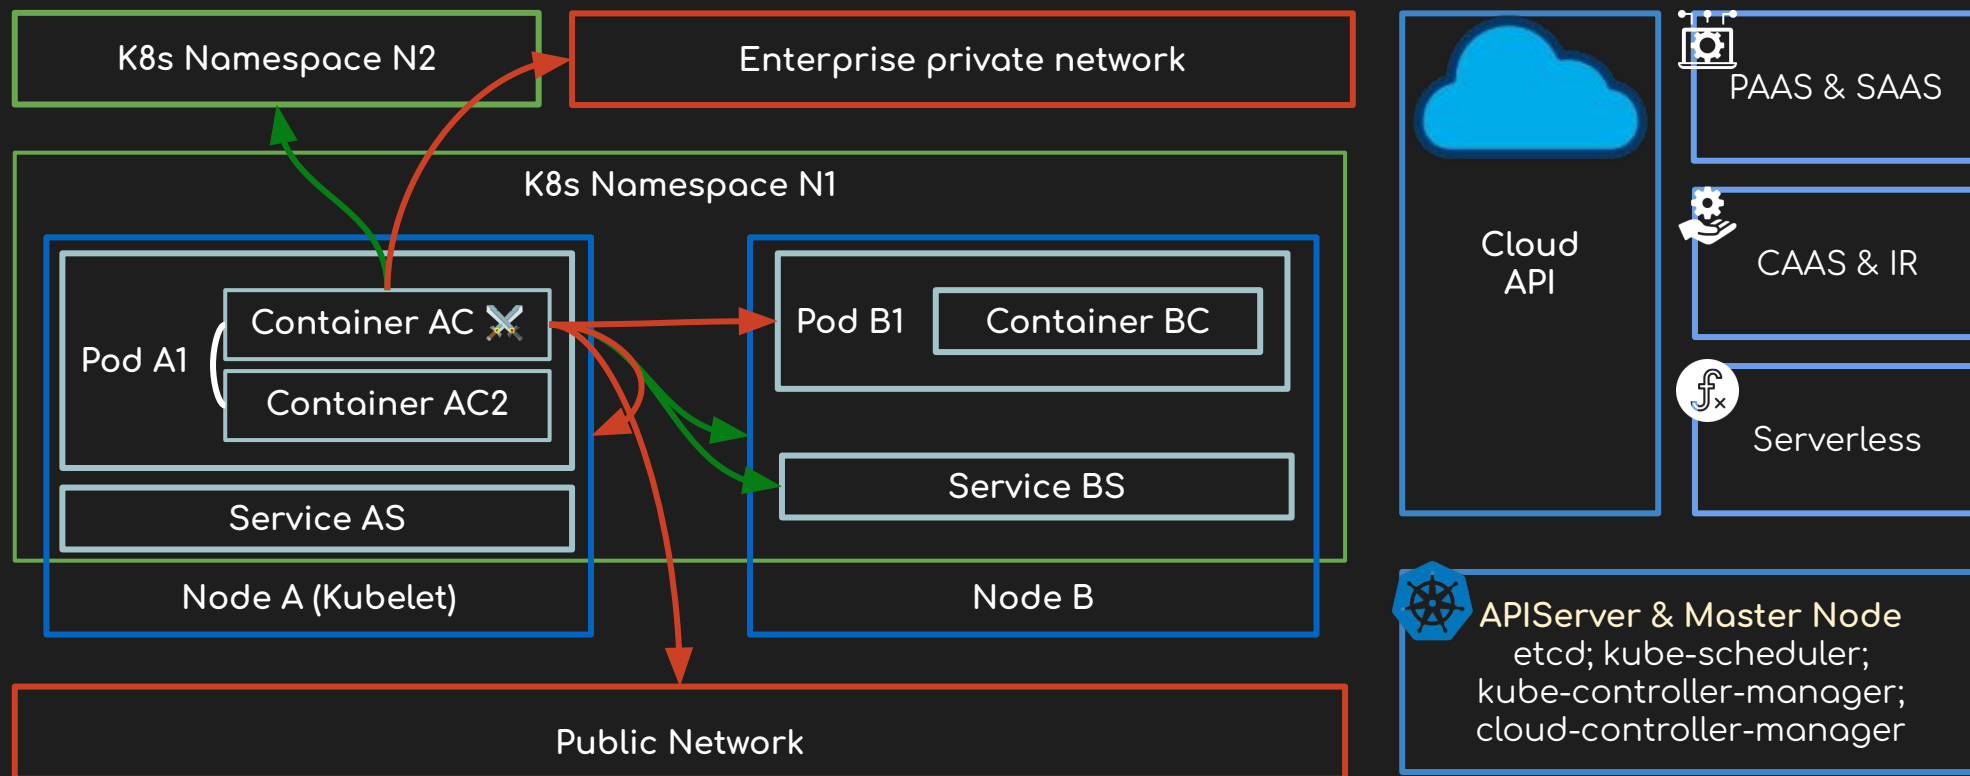 K8s Namespace N2
Enterprise private network
K8s Namespace N1
Pod A1
Container AC
Container AC2
Service AS
Node A (Kubelet)
Pod B1
Container BC
Service BS
Node B
Public Network
Cloud
API
PAAS & SAAS
CAAS & IR
Serverless
APIServer & Master Node
etcd; kube-scheduler;
kube-controller-manager;
cloud-controller-manager